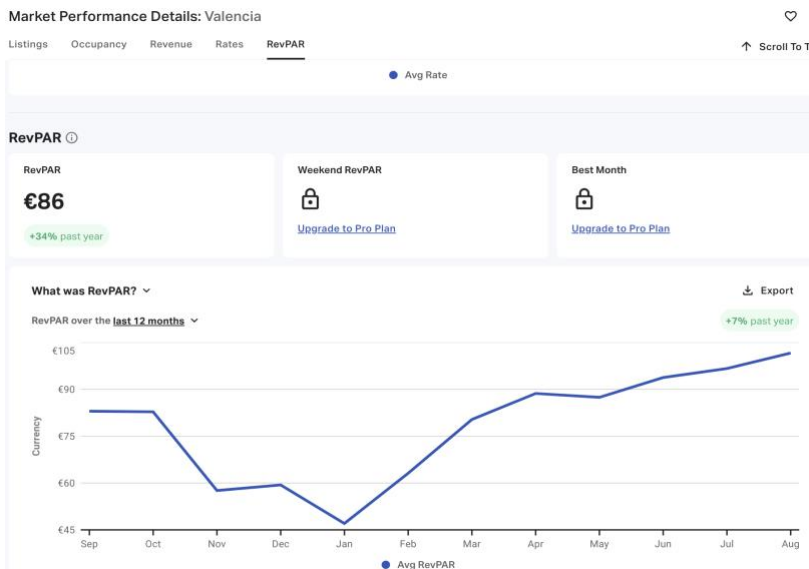 Market Performance Details: Valencia
Listings Occupancy Revenue Rates RevPAR
Scroll To T
Avg Rate
RevPAR
RevPAR
€86
+34% past year
Weekend RevPAR
Upgrade to Pro Plan
Best Month
Upgrade to Pro Plan
What was RevPAR?
Export
RevPAR over the last 12 months
+7% past year
€105
€90
€75
€60
€45
Currency
Sep Oct Nov Dec Jan Feb Mar Apr May Jun Jul Aug
Avg RevPAR